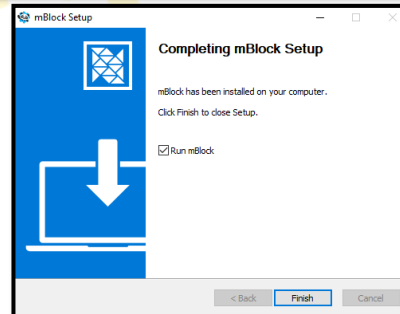 mBlock Setup
Completing mBlock Setup
mBlock has been installed on your computer.
Click Finish to close Setup.
Run mBlock
< Back Finish Cancel